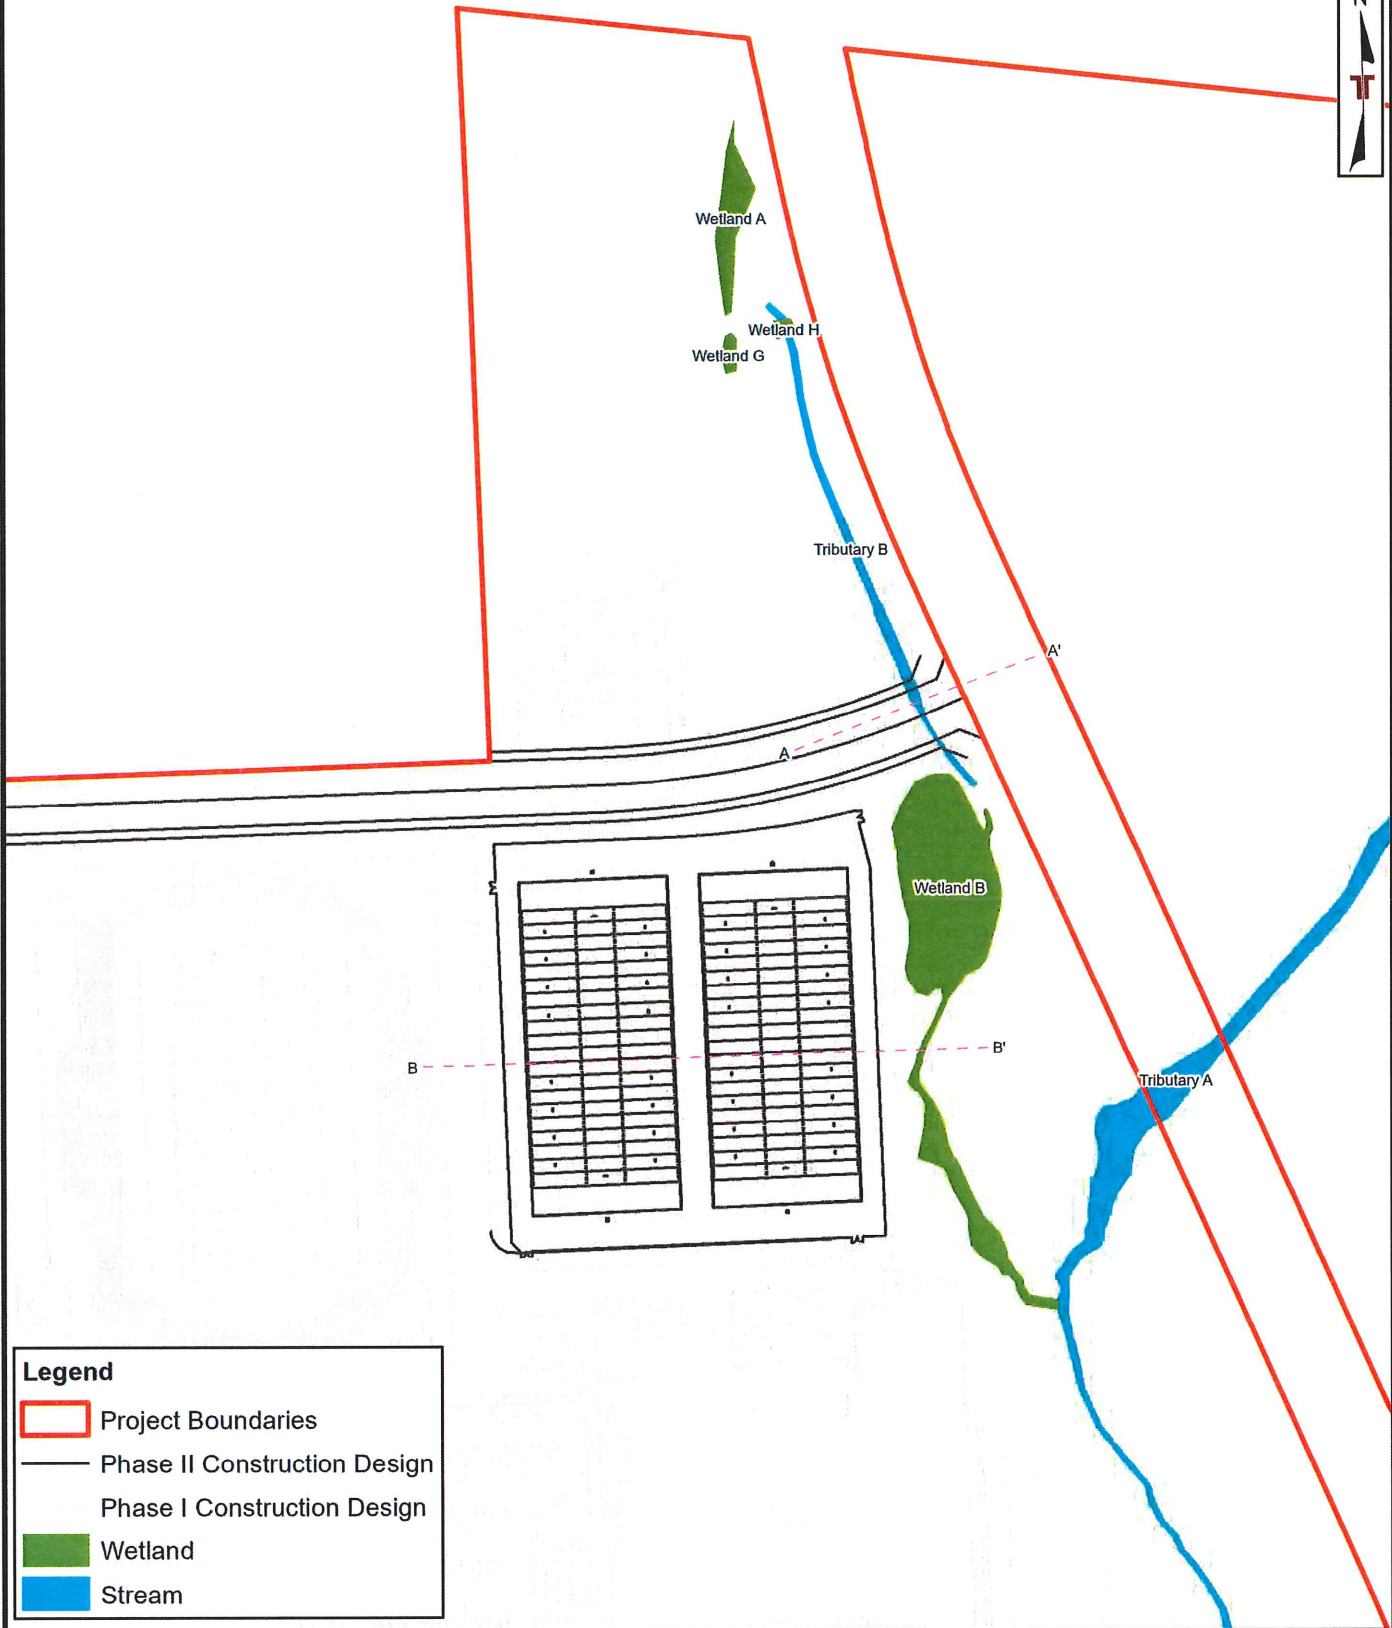 N
Wetland A
Wetland H
Wetland G
Tributary B
A'
A
Wetland B
B
B'
Tributary A
Legend
Project Boundaries
Phase II Construction Design
Phase I Construction Design
Wetland
Stream